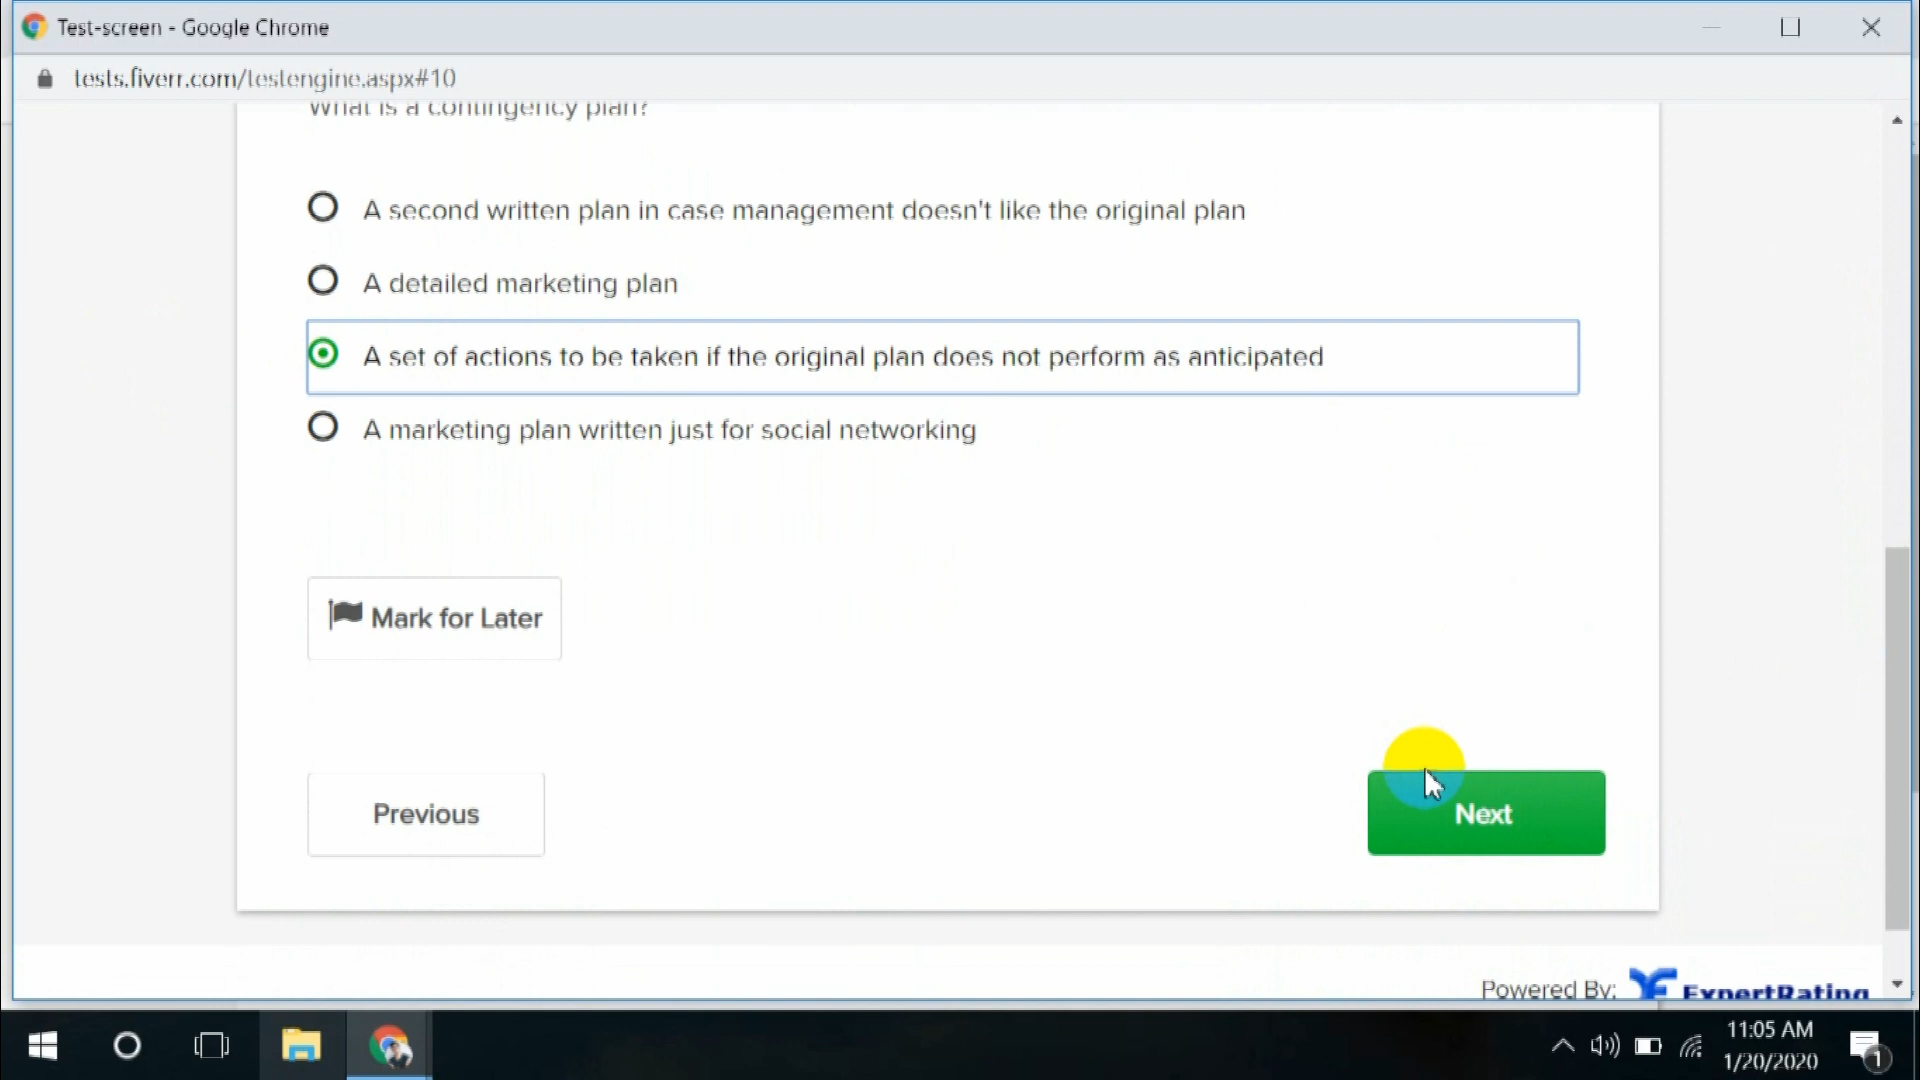 Test-screen - Google Chrome
tests.fiverr.com/testengine.aspx#10
What is a contingency plan?
A second written plan in case management doesn't like the original plan
A detailed marketing plan
A set of actions to be taken if the original plan does not perform as anticipated
A marketing plan written just for social networking
Mark for Later
Previous
Next
Powered By:
ExpertRating
11:05 AM
1/20/2020
1